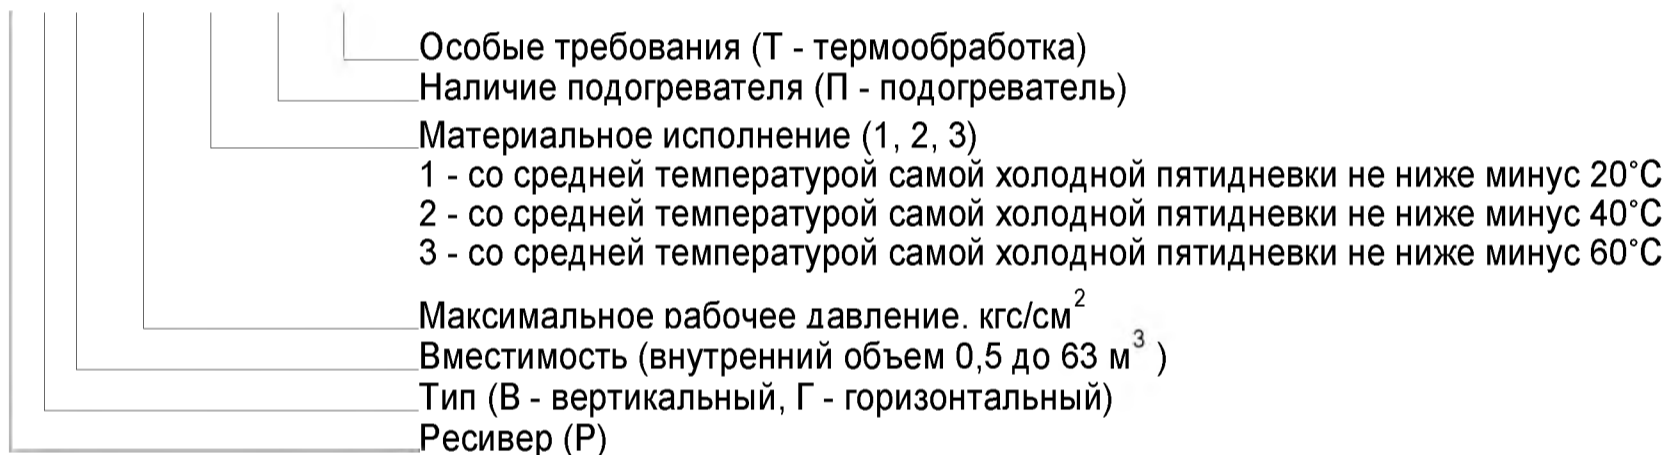 Особые требования (Т - термообработка)
Наличие подогревателя (П - подогреватель)
Материальное исполнение (1, 2, 3)
1 - со средней температурой самой холодной пятидневки не ниже минус 20°С
2 - со средней температурой самой холодной пятидневки не ниже минус 40°С
3 - со средней температурой самой холодной пятидневки не ниже минус 60°С
Максимальное рабочее давление, кгс/см²
Вместимость (внутренний объем 0,5 до 63 м³ )
Тип (В - вертикальный, Г - горизонтальный)
Ресивер (Р)